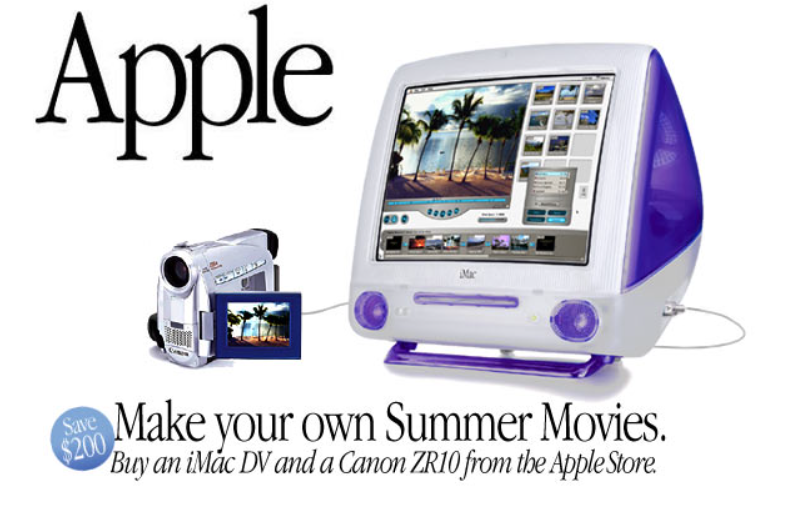 Apple
iMac
Canon
Save
$200
Make your own Summer Movies.
Buy an iMac DV and a Canon ZR10 from the Apple Store.